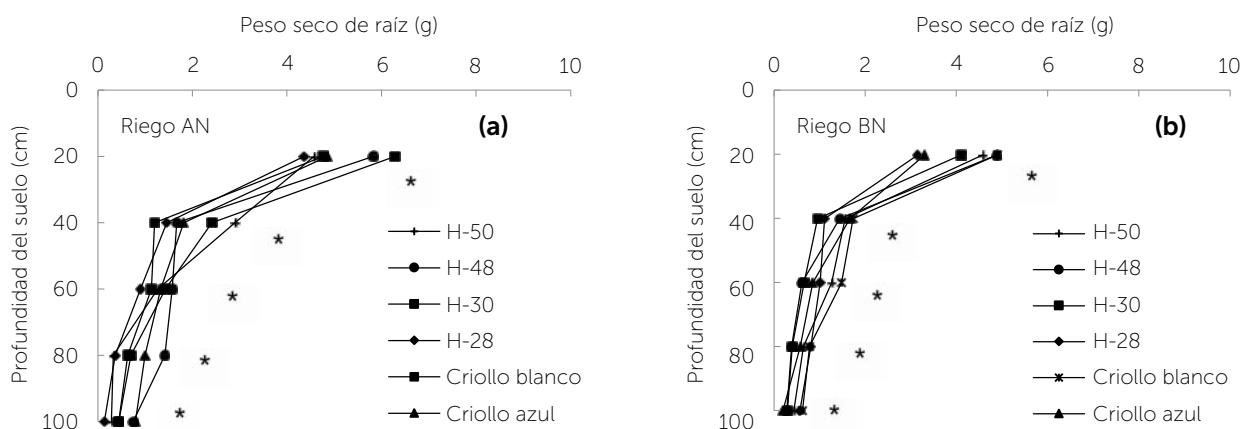 Peso seco de raíz (g)
0 2 4 6 8 10
0
20
40
60
80
100
Profundidad del suelo (cm)
Riego AN
(a)
*
*
*
*
*
H-50
H-48
H-30
H-28
Criollo blanco
Criollo azul
Peso seco de raíz (g)
0 2 4 6 8 10
0
20
40
60
80
100
Profundidad del suelo (cm)
Riego BN
(b)
*
*
*
*
*
H-50
H-48
H-30
H-28
Criollo blanco
Criollo azul